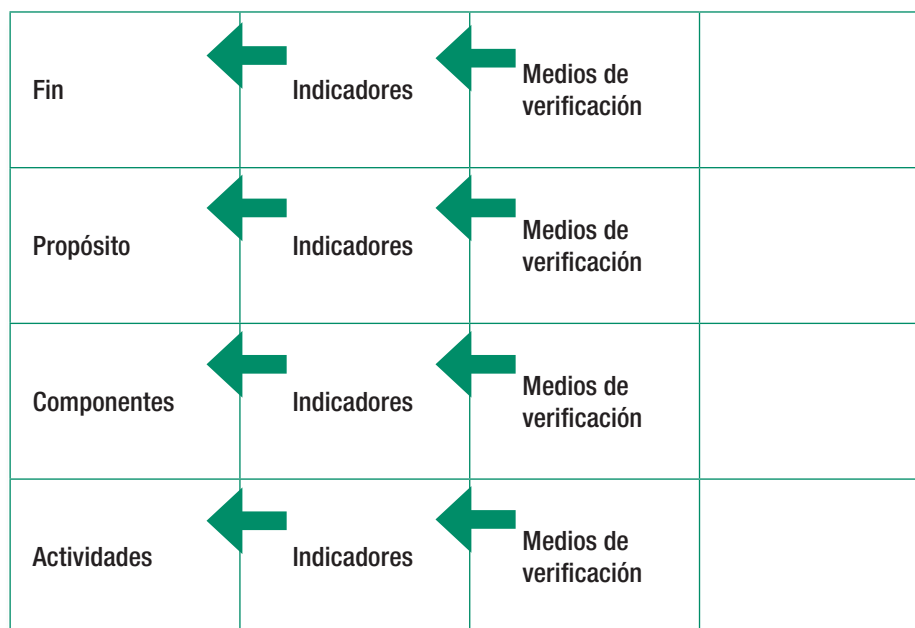 Fin
Indicadores
Medios de
verificación
Propósito
Indicadores
Medios de
verificación
Componentes
Indicadores
Medios de
verificación
Actividades
Indicadores
Medios de
verificación